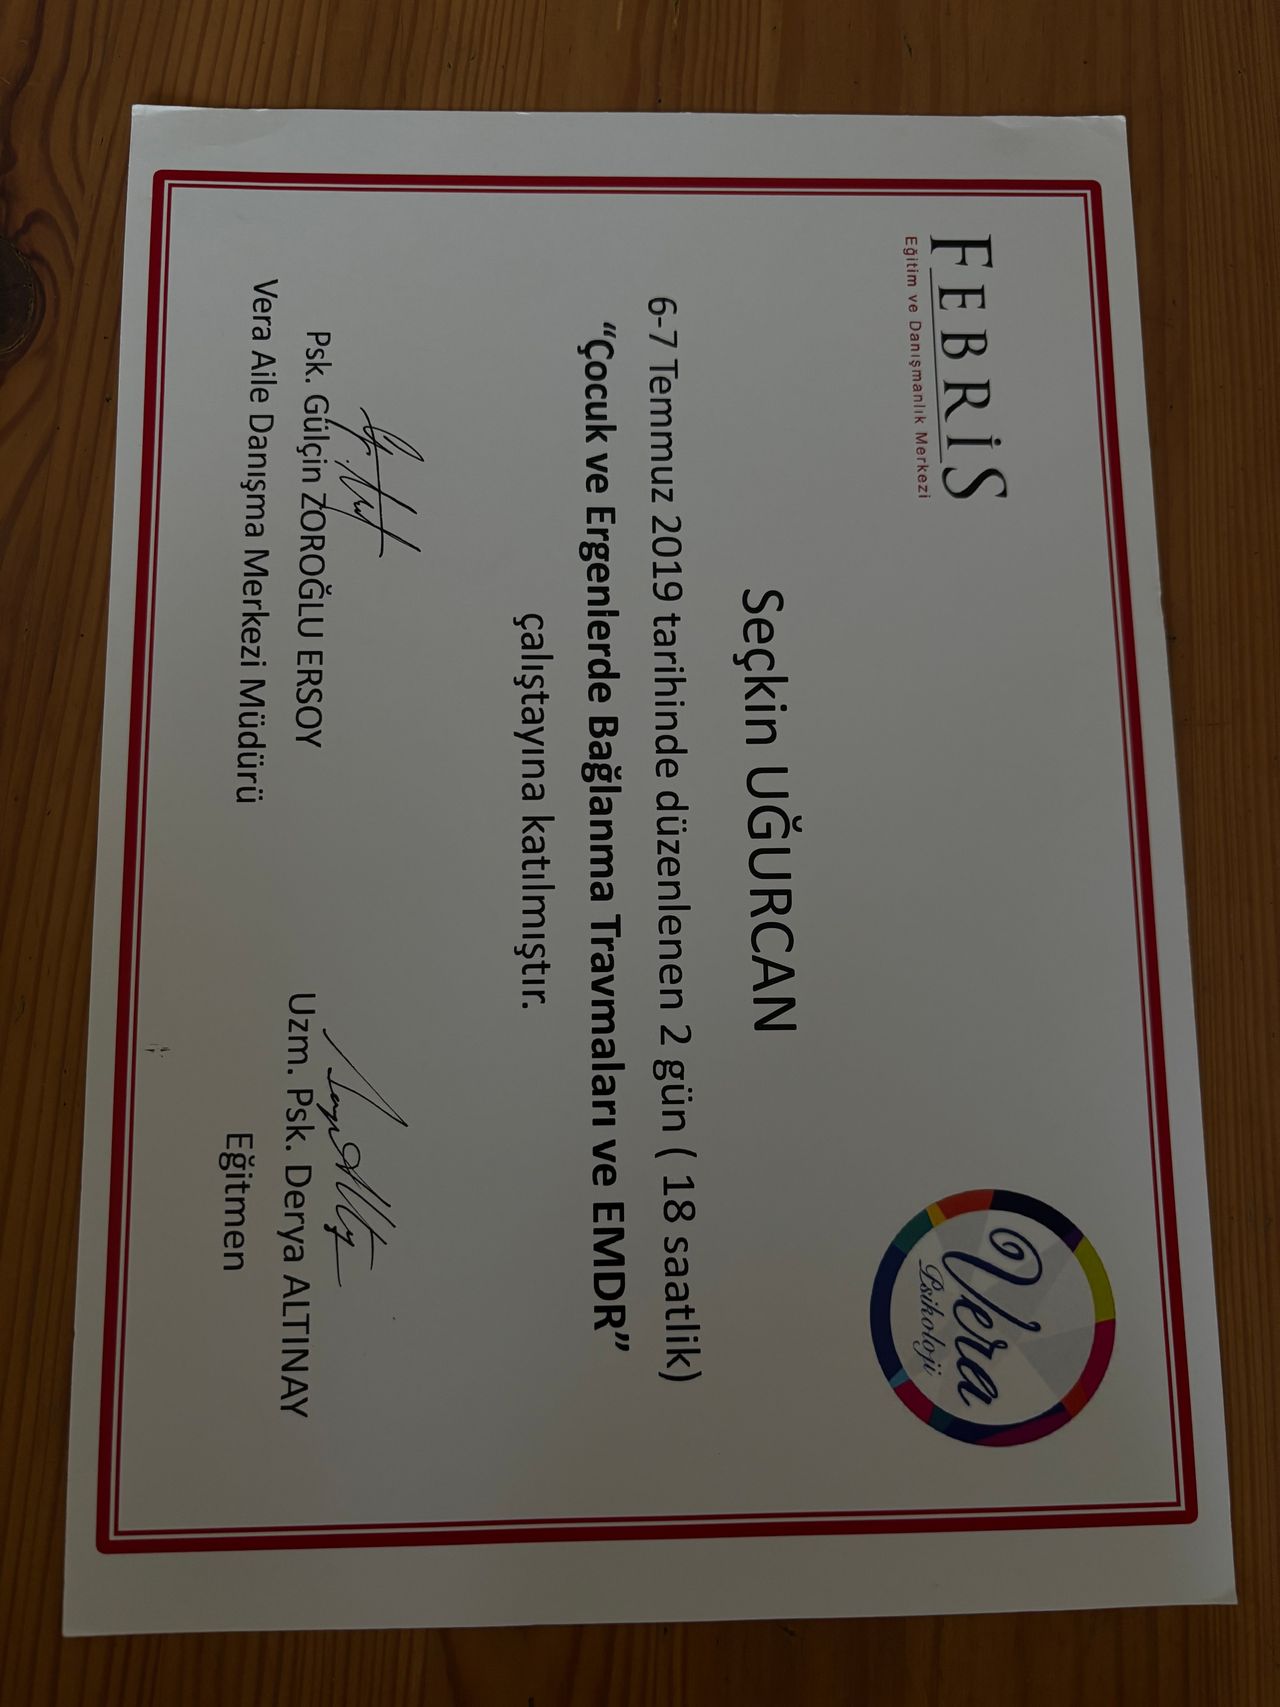 FEBRİS
Eğitim ve Danışmanlık Merkezi
Vera
Psikoloji
Seçkin UĞURCAN
6-7 Temmuz 2019 tarihinde düzenlenen 2 gün ( 18 saatlik)
“Çocuk ve Ergenlerde Bağlanma Travmaları ve EMDR”
çalıştayına katılmıştır.
Psk. Gülçin ZOROĞLU ERSOY
Vera Aile Danışma Merkezi Müdürü
Uzm. Psk. Derya ALTINAY
Eğitmen